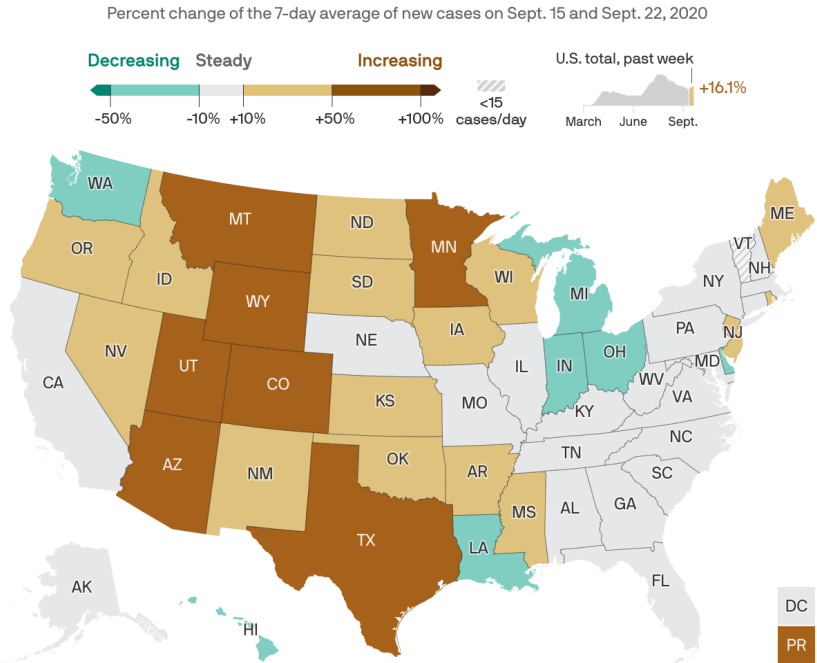 Percent change of the 7-day average of new cases on Sept. 15 and Sept. 22, 2020
Decreasing Steady Increasing
-50% -10% +10% +50% +100%
<15
cases/day
U.S. total, past week
+16.1%
March June Sept.
WA
MT
ND
MN
ME
OR
ID
SD
WI
MI
VT
NH
NY
WY
NV
UT
CO
NE
IA
IL
IN
OH
PA
NJ
MD
CA
KS
MO
KY
WV
VA
AZ
NM
OK
AR
TN
NC
SC
TX
LA
MS
AL
GA
FL
AK
HI
DC
PR